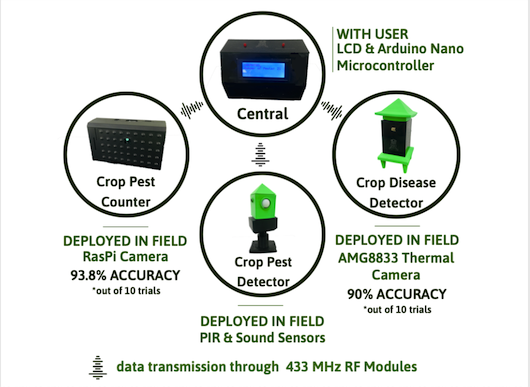 WITH USER
LCD & Arduino Nano
Microcontroller
Central
Crop Pest
Counter
Crop Disease
Detector
DEPLOYED IN FIELD
RasPi Camera
93.8% ACCURACY
*out of 10 trials
Crop Pest
Detector
DEPLOYED IN FIELD
AMG8833 Thermal
Camera
90% ACCURACY
*out of 10 trials
DEPLOYED IN FIELD
PIR & Sound Sensors
data transmission through 433 MHz RF Modules